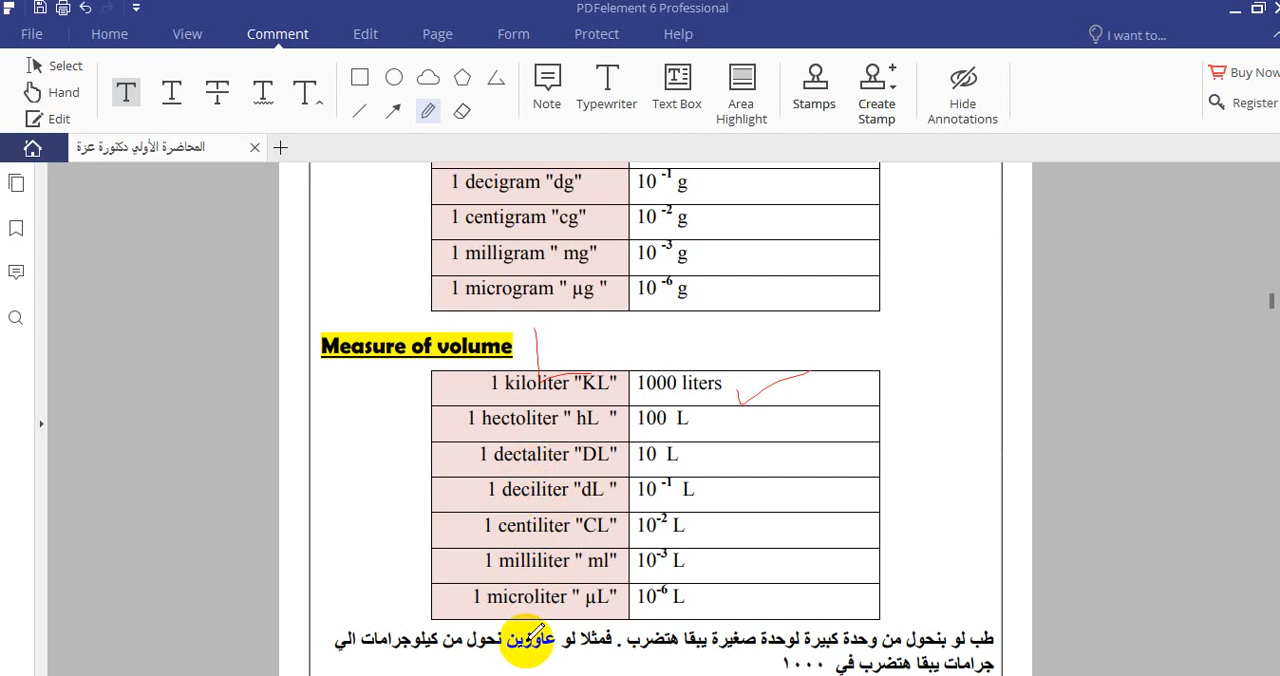 PDFelement 6 Professional
File Home View Comment Edit Page Form Protect Help I want to...
Select
Hand
Edit
T T T T T
Note Typewriter Text Box Area Highlight Stamps Create Stamp Hide Annotations
Buy Now
Register
المحاضرة الأولي دكتورة عزة
1 decigram "dg" 10 -1 g
1 centigram "cg" 10 -2 g
1 milligram " mg" 10 -3 g
1 microgram " µg " 10 -6 g
Measure of volume
1 kiloliter "KL" 1000 liters
1 hectoliter " hL " 100 L
1 dectaliter "DL" 10 L
1 deciliter "dL " 10 -1 L
1 centiliter "CL" 10-2 L
1 milliliter " ml" 10-3 L
1 microliter " µL" 10-6 L
طب لو بنحول من وحدة كبيرة لوحدة صغيرة يبقا هتضرب . فمثلا لو عاوزين نحول من كيلوجرامات الي
جرامات يبقا هتضرب في ١٠٠٠